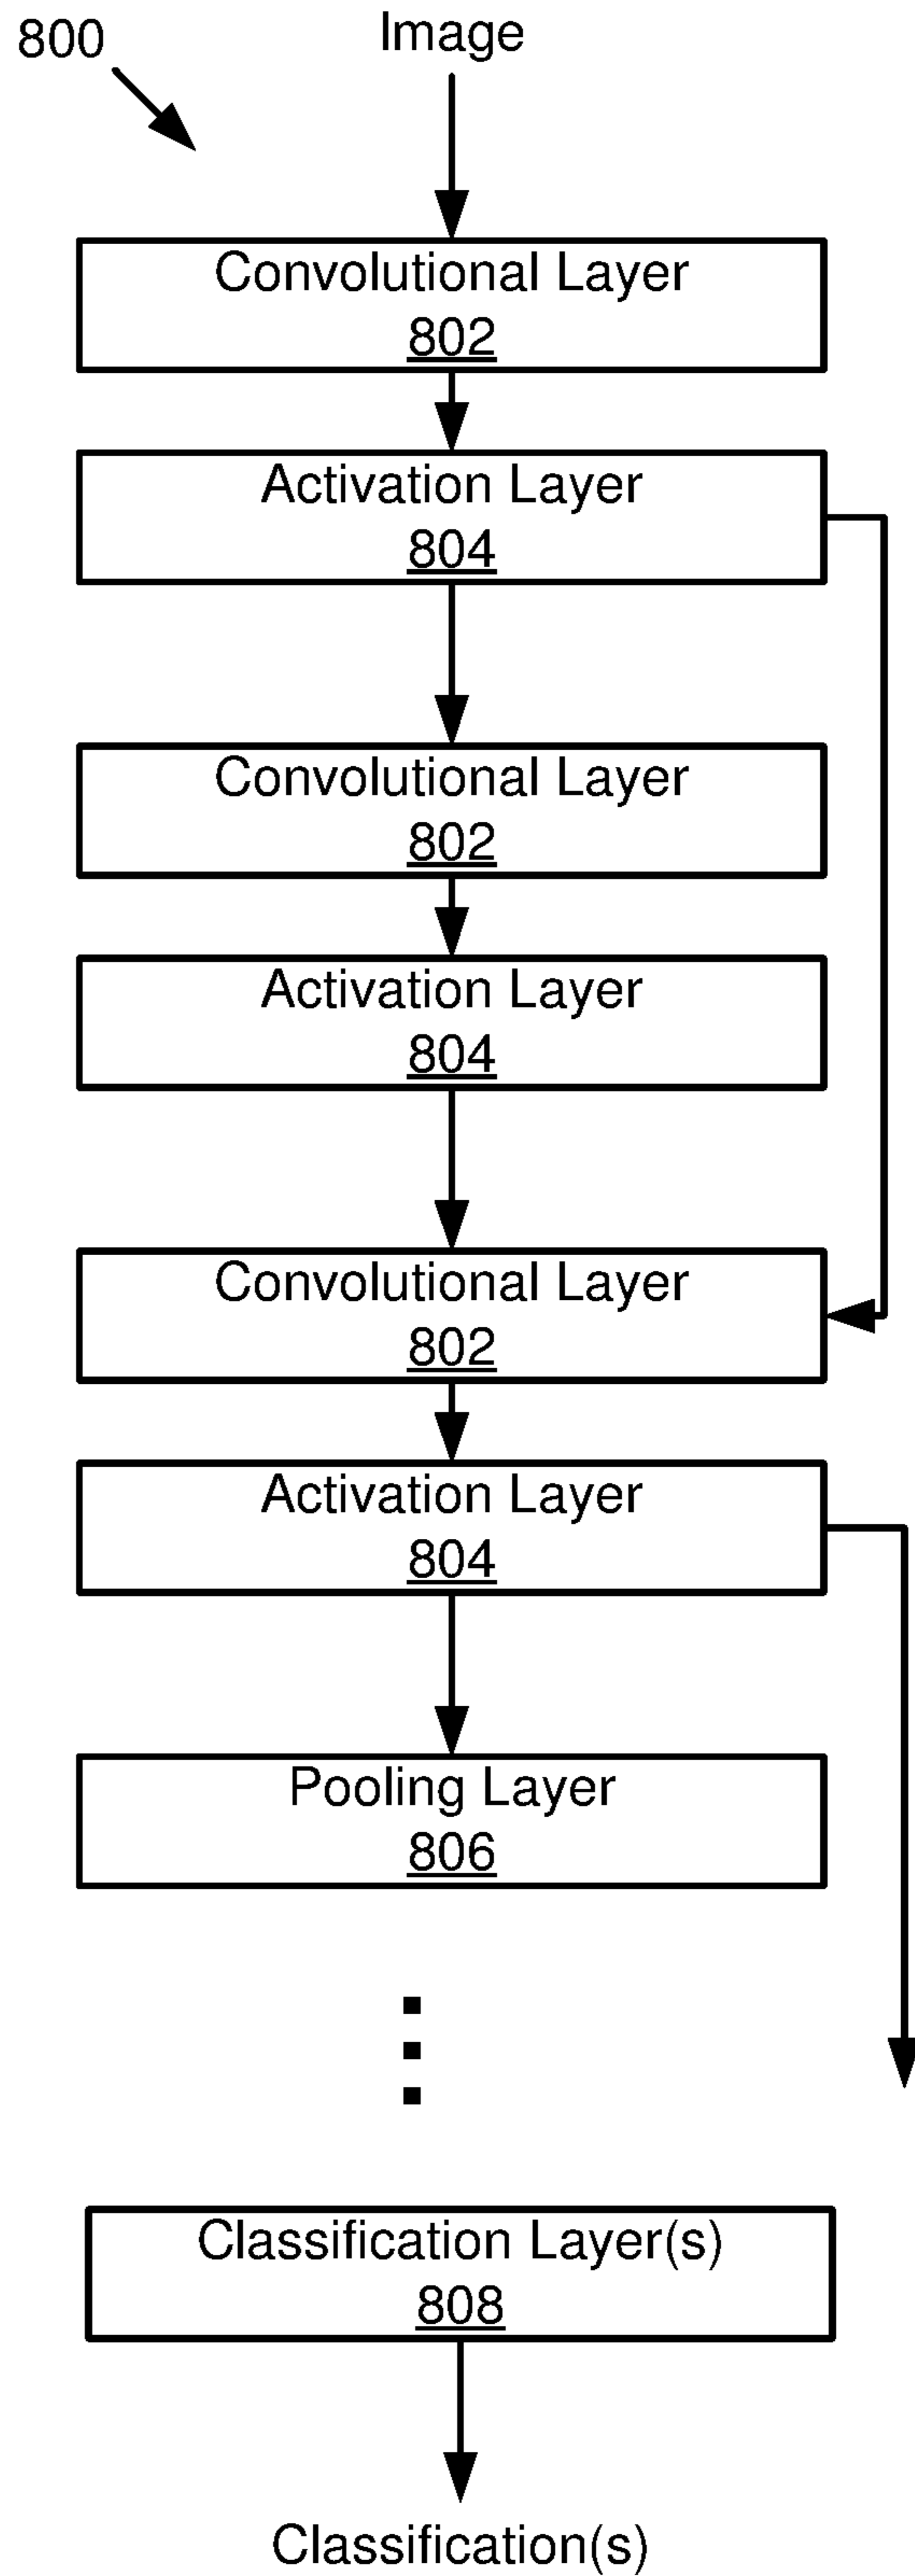 800
Image
Convolutional Layer
802
Activation Layer
804
Convolutional Layer
802
Activation Layer
804
Convolutional Layer
802
Activation Layer
804
Pooling Layer
806
Classification Layer(s)
808
Classification(s)